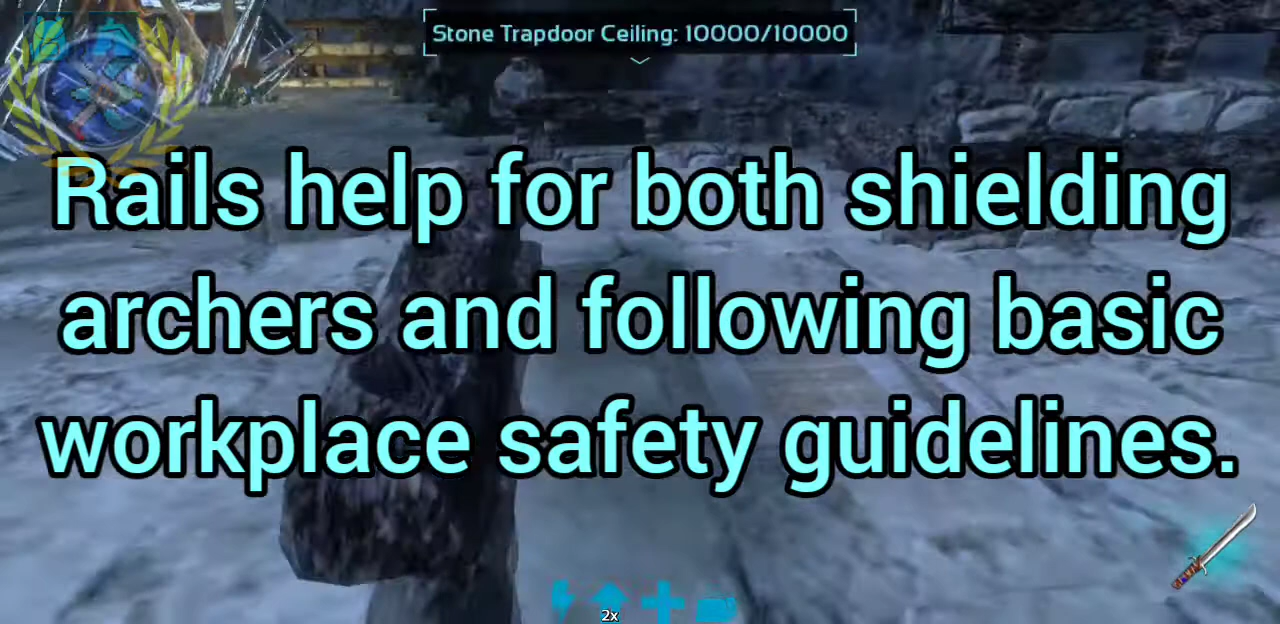 Stone Trapdoor Ceiling: 10000/10000
Rails help for both shielding
archers and following basic
workplace safety guidelines.
2x